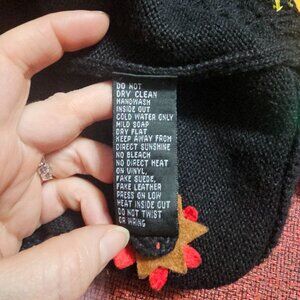 DO NOT
DRY CLEAN
HANDWASH
INSIDE OUT
COLD WATER ONLY
MILD SOAP
DRY FLAT
KEEP AWAY FROM
DIRECT SUNSHINE
NO BLEACH
NO DIRECT HEAT
ON VINYL,
FAKE SUEDE,
FAKE LEATHER
PRESS ON LOW
HEAT INSIDE OUT
DO NOT TWIST
OR WRING